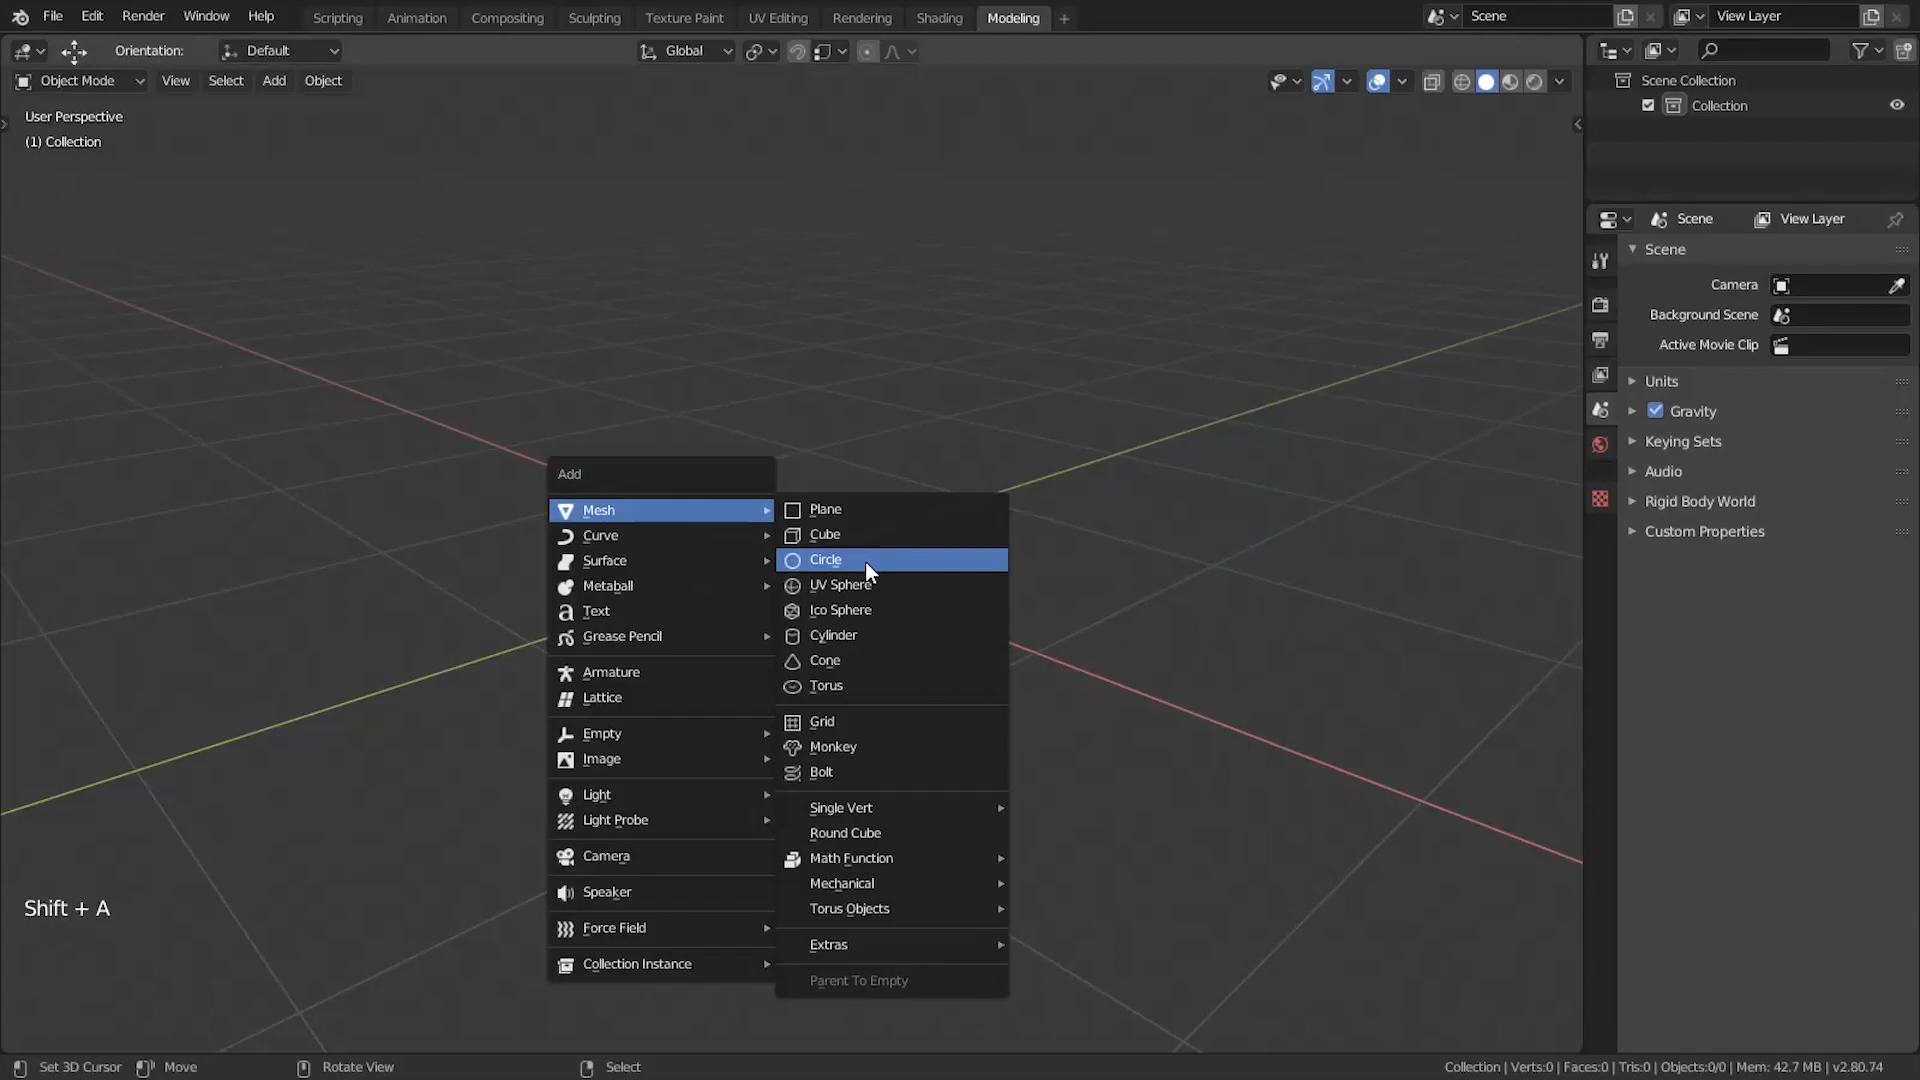 File Edit Render Window Help Scripting Animation Compositing Sculpting Texture Paint UV Editing Rendering Shading Modeling + Scene View Layer
Orientation: Default Global
Object Mode View Select Add Object
User Perspective
(1) Collection
Scene Collection
Collection
Scene View Layer
Scene
Camera
Background Scene
Active Movie Clip
Units
Gravity
Keying Sets
Audio
Rigid Body World
Custom Properties
Add
Mesh
Curve
Surface
Metaball
Text
Grease Pencil
Armature
Lattice
Empty
Image
Light
Light Probe
Camera
Speaker
Force Field
Collection Instance
Plane
Cube
Circle
UV Sphere
Ico Sphere
Cylinder
Cone
Torus
Grid
Monkey
Bolt
Single Vert
Round Cube
Math Function
Mechanical
Torus Objects
Extras
Parent To Empty
Shift + A
Set 3D Cursor Move Rotate View Select Collection | Verts:0 | Faces:0 | Tris:0 | Objects:0/0 | Mem: 42.7 MB | v2.80.74